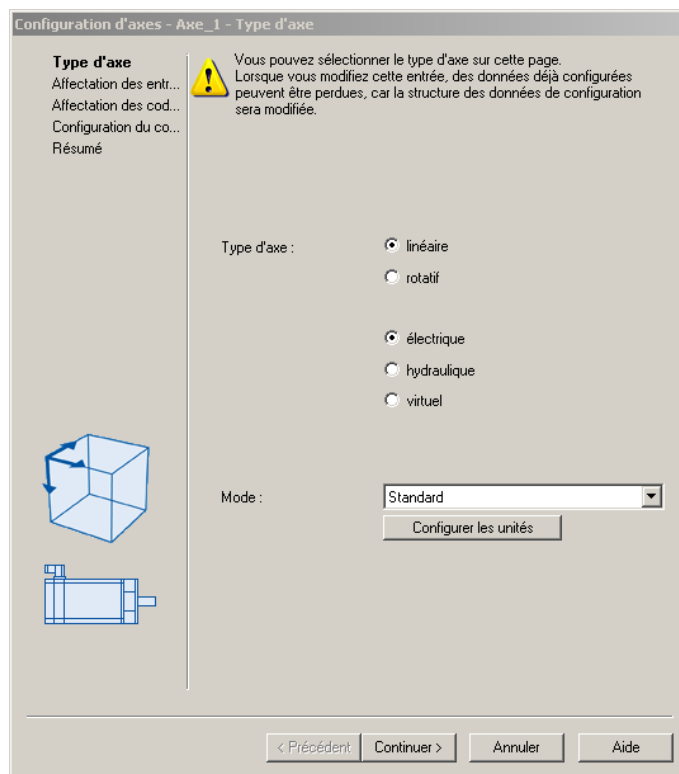 Configuration d'axes - Axe_1 - Type d'axe
Type d'axe
Affectation des entr...
Affectation des cod...
Configuration du co...
Résumé
Vous pouvez sélectionner le type d'axe sur cette page.
Lorsque vous modifiez cette entrée, des données déjà configurées
peuvent être perdues, car la structure des données de configuration
sera modifiée.
Type d'axe :
linéaire
rotatif
électrique
hydraulique
virtuel
Mode :
Standard
Configurer les unités
< Précédent
Continuer >
Annuler
Aide